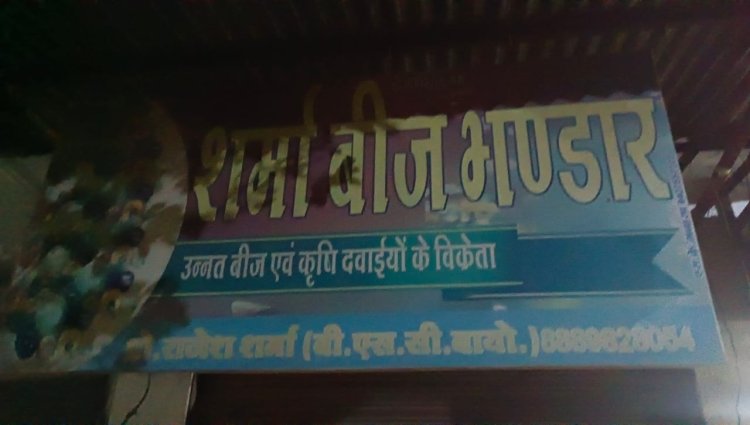 शर्मा बीज भण्डार
उन्नत बीज एवं कृषि दवाईयों के विक्रेता
शर्मा (बी.एस.सी.बायो.)